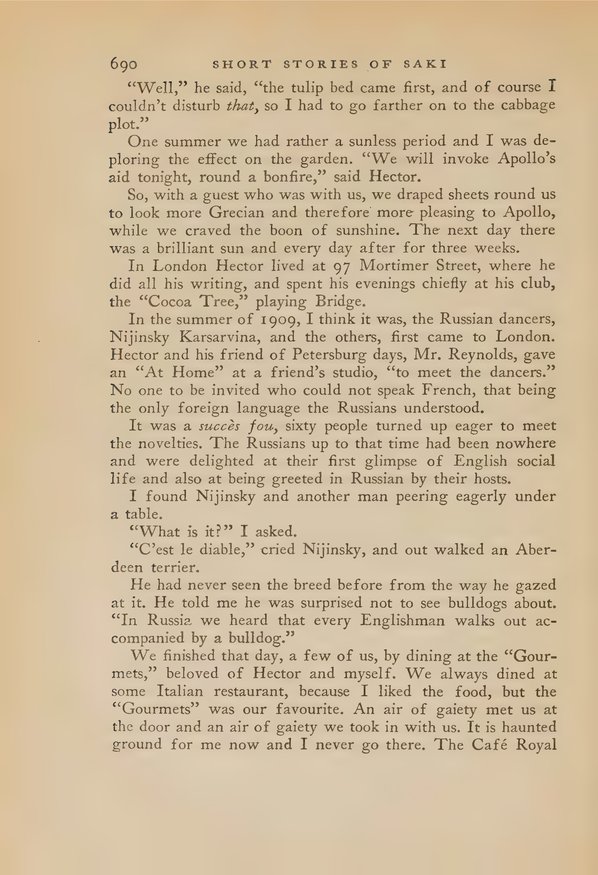 690 SHORT STORIES OF SAKI
“Well,” he said, “the tulip bed came first, and of course I
couldn’t disturb that, so I had to go farther on to the cabbage
plot.”
One summer we had rather a sunless period and I was de-
ploring the effect on the garden. “We will invoke Apollo’s
aid tonight, round a bonfire,” said Hector.
So, with a guest who was with us, we draped sheets round us
to look more Grecian and therefore more pleasing to Apollo,
while we craved the boon of sunshine. The next day there
was a brilliant sun and every day after for three weeks.
In London Hector lived at 97 Mortimer Street, where he
did all his writing, and spent his evenings chiefly at his club,
the “Cocoa Tree,” playing Bridge.
In the summer of 1909, I think it was, the Russian dancers,
Nijinsky Karsarvina, and the others, first came to London.
Hector and his friend of Petersburg days, Mr. Reynolds, gave
an “At Home” at a friend’s studio, “to meet the dancers.”
No one to be invited who could not speak French, that being
the only foreign language the Russians understood.
It was a succès fou, sixty people turned up eager to meet
the novelties. The Russians up to that time had been nowhere
and were delighted at their first glimpse of English social
life and also at being greeted in Russian by their hosts.
I found Nijinsky and another man peering eagerly under
a table.
“What is it?” I asked.
“C’est le diable,” cried Nijinsky, and out walked an Aber-
deen terrier.
He had never seen the breed before from the way he gazed
at it. He told me he was surprised not to see bulldogs about.
“In Russia we heard that every Englishman walks out ac-
companied by a bulldog.”
We finished that day, a few of us, by dining at the “Gour-
mets,” beloved of Hector and myself. We always dined at
some Italian restaurant, because I liked the food, but the
“Gourmets” was our favourite. An air of gaiety met us at
the door and an air of gaiety we took in with us. It is haunted
ground for me now and I never go there. The Café Royal